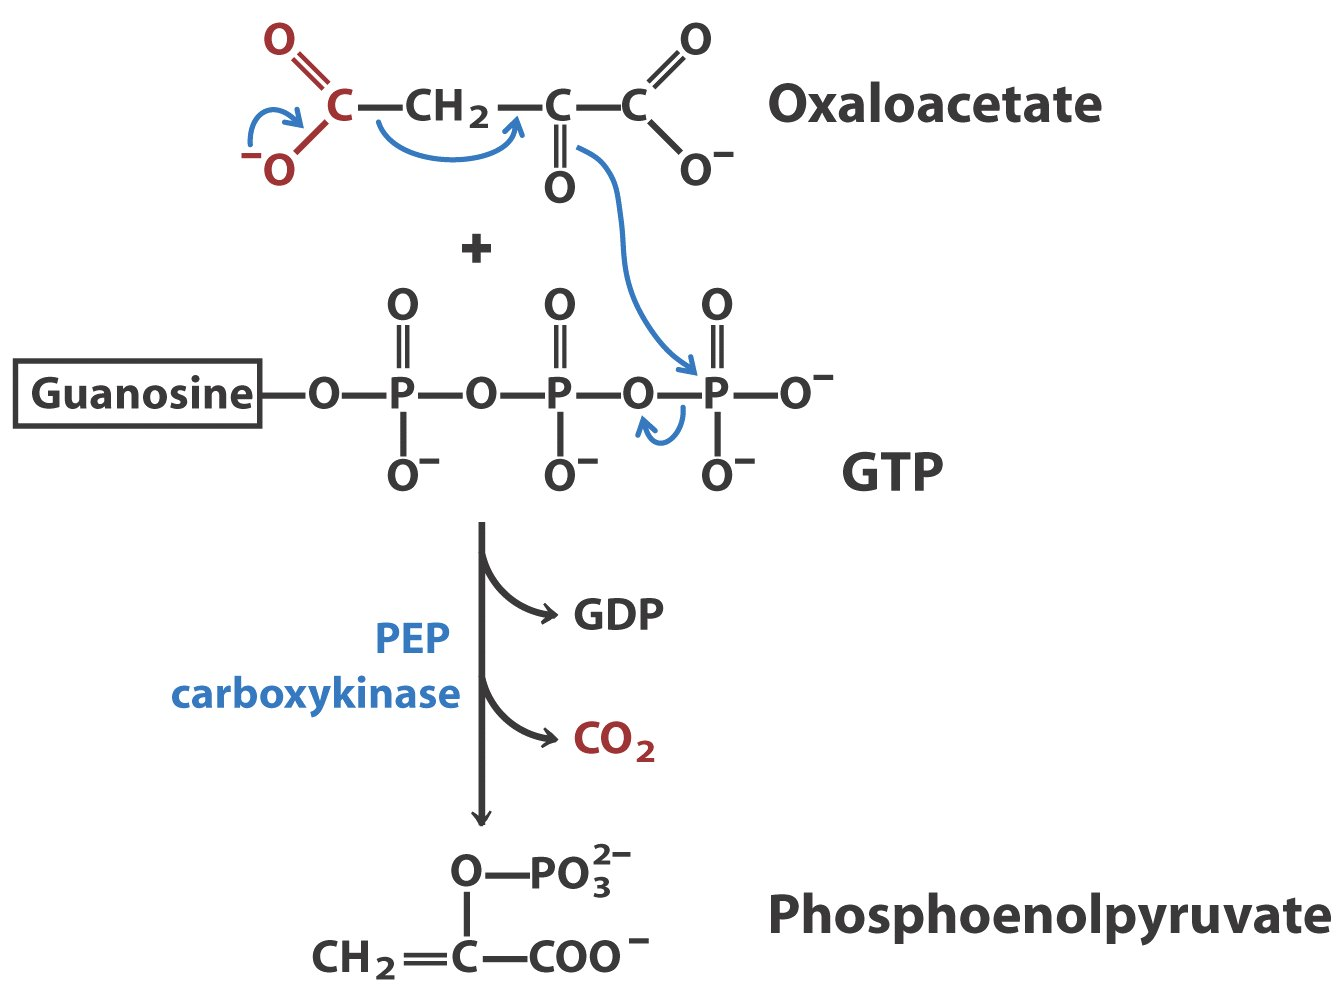 O O
C CH₂ C C Oxaloacetate
⁻O O O⁻
+
O O O
Guanosine O P O P O P O⁻
O⁻ O⁻ O⁻ GTP
GDP
PEP
carboxykinase
CO₂
O PO₃²⁻
CH₂ C COO⁻ Phosphoenolpyruvate